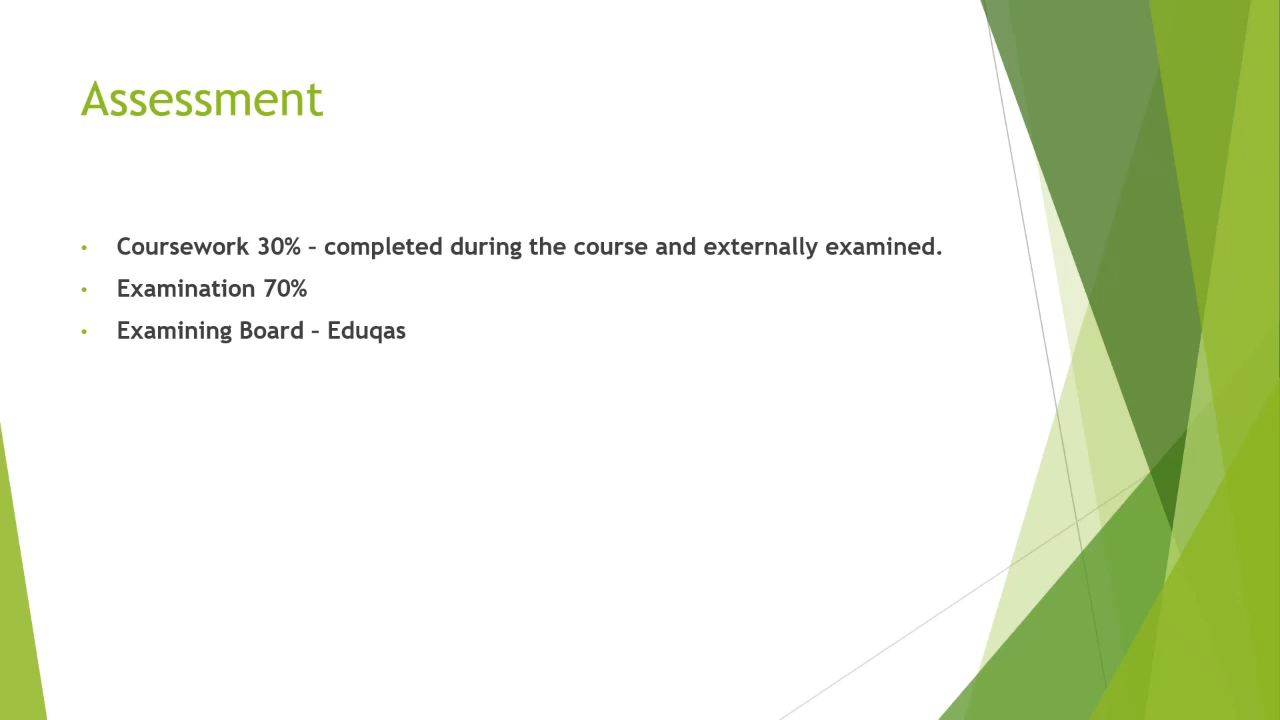 Assessment
• Coursework 30% – completed during the course and externally examined.
• Examination 70%
• Examining Board – Eduqas